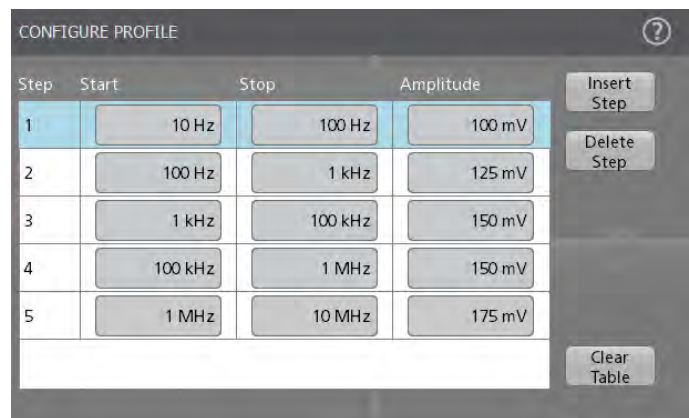 CONFIGURE PROFILE ?
Step Start Stop Amplitude
1 10 Hz 100 Hz 100 mV
2 100 Hz 1 kHz 125 mV
3 1 kHz 100 kHz 150 mV
4 100 kHz 1 MHz 150 mV
5 1 MHz 10 MHz 175 mV
Insert
Step
Delete
Step
Clear
Table